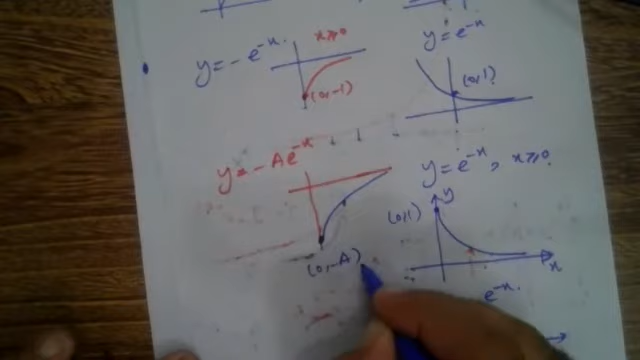 y = -e^-x
x≥0
(0,-1)
y = e^-x
(0,1)
y = -Ae^-x
(0,-A)
y = e^-x, x≥0
y
(0,1)
x
e^-x.